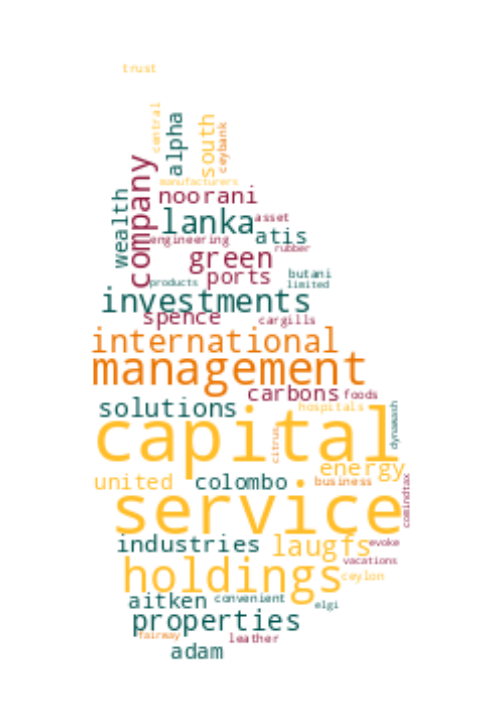 trust
central
alpha
south
ceybank
manufacturers
company
wealth
noorani
lanka
asset
engineering
atis
rubber
green
ports
butani
products
limited
investments
spence
cargills
international
management
carbons
foods
solutions
hospitals
capital
dynawash
citrus
energy
united
colombo
business
service
comindtax
industries
laugfs
evoke
vacations
holdings
ceylon
aitken
convenient
elgi
properties
fairway
leather
adam